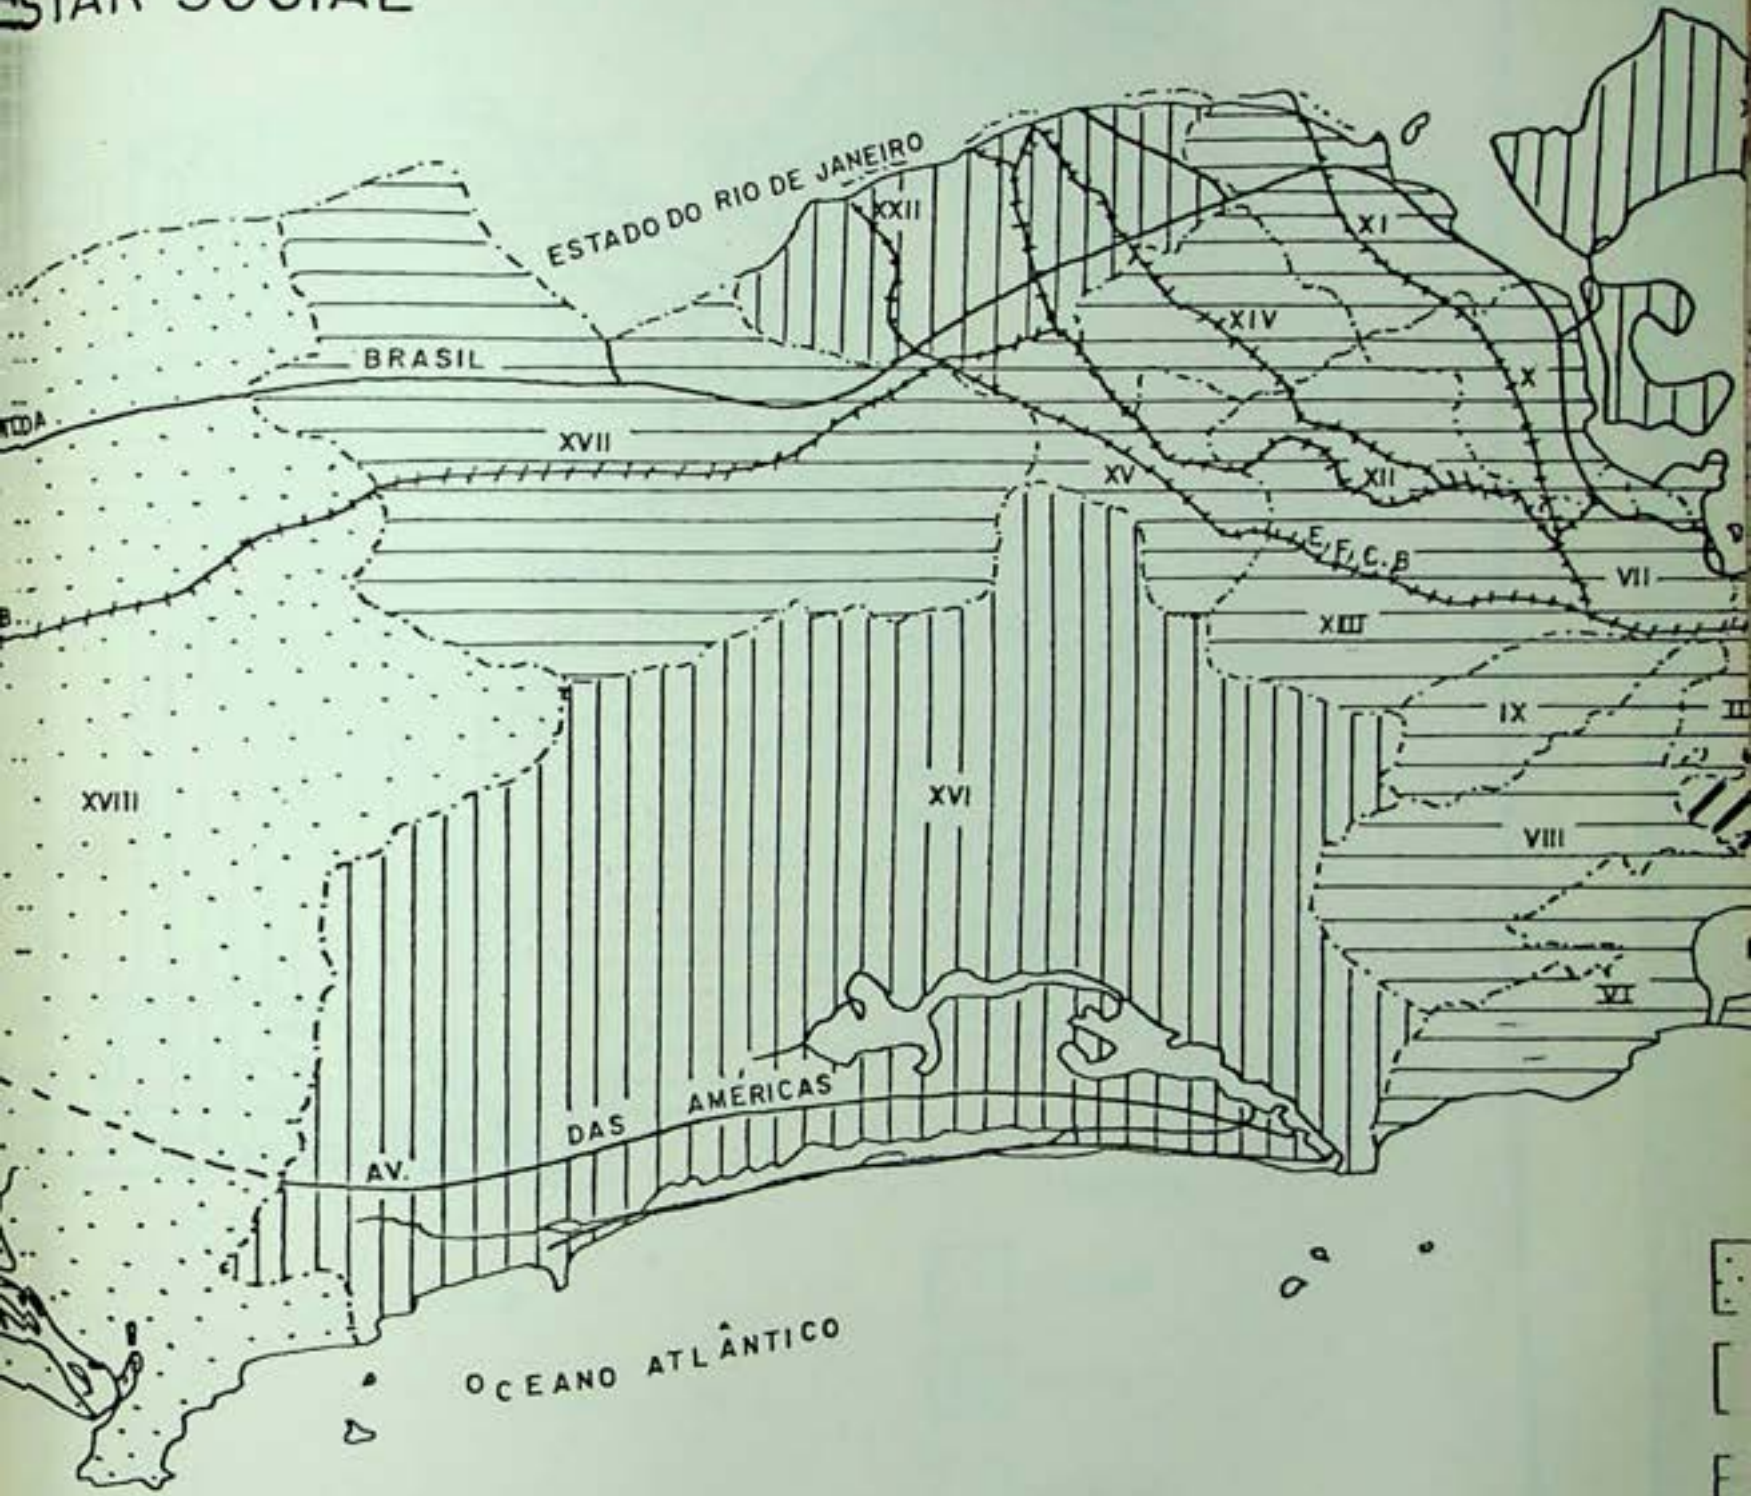 STAR SOCIAL
ESTADO DO RIO DE JANEIRO
XXII
XI
XIV
BRASIL
X
XVII
XV
XII
E.F.C.B
VII
XIII
IX
XVIII
XVI
VIII
VI
AV. DAS AMÉRICAS
OCEANO ATLÂNTICO